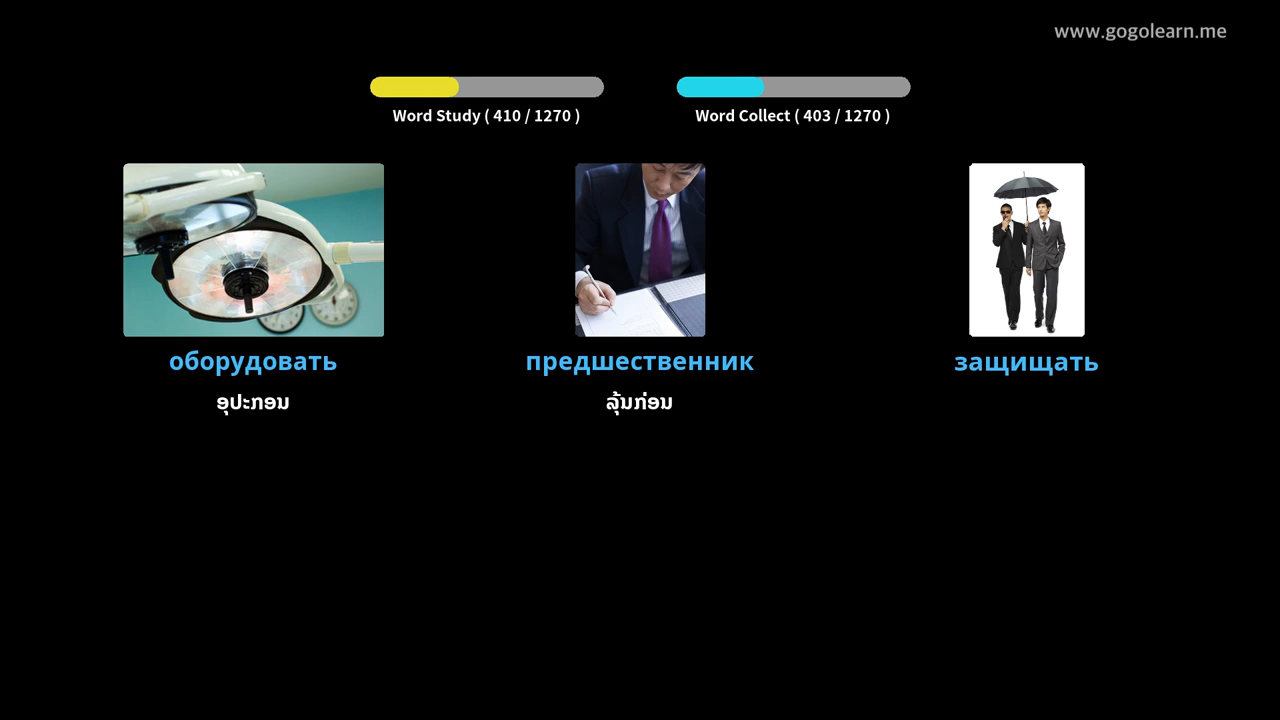 www.gogolearn.me
Word Study ( 410 / 1270 )
Word Collect ( 403 / 1270 )
оборудовать
предшественник
защищать
ອຸປະກອນ
ລຸ້ນກ່ອນ